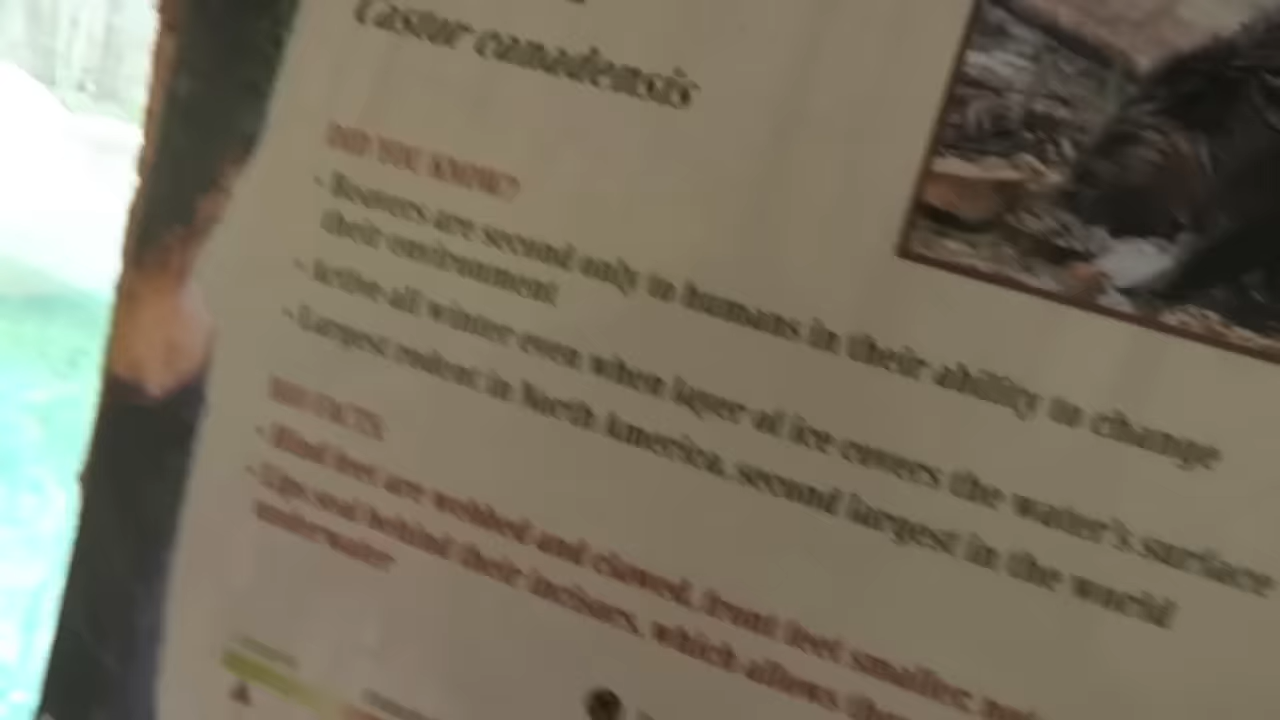 Castor canadensis
DID YOU KNOW?
• Beavers are second only to humans in their ability to change
their environment
• Active all winter even when layer of ice covers the water's surface
• Largest rodent in North America, second largest in the world
FACTS
• Hind feet are webbed and clawed, front feet smaller,
• Lips seal behind their incisors, which allows
underwater